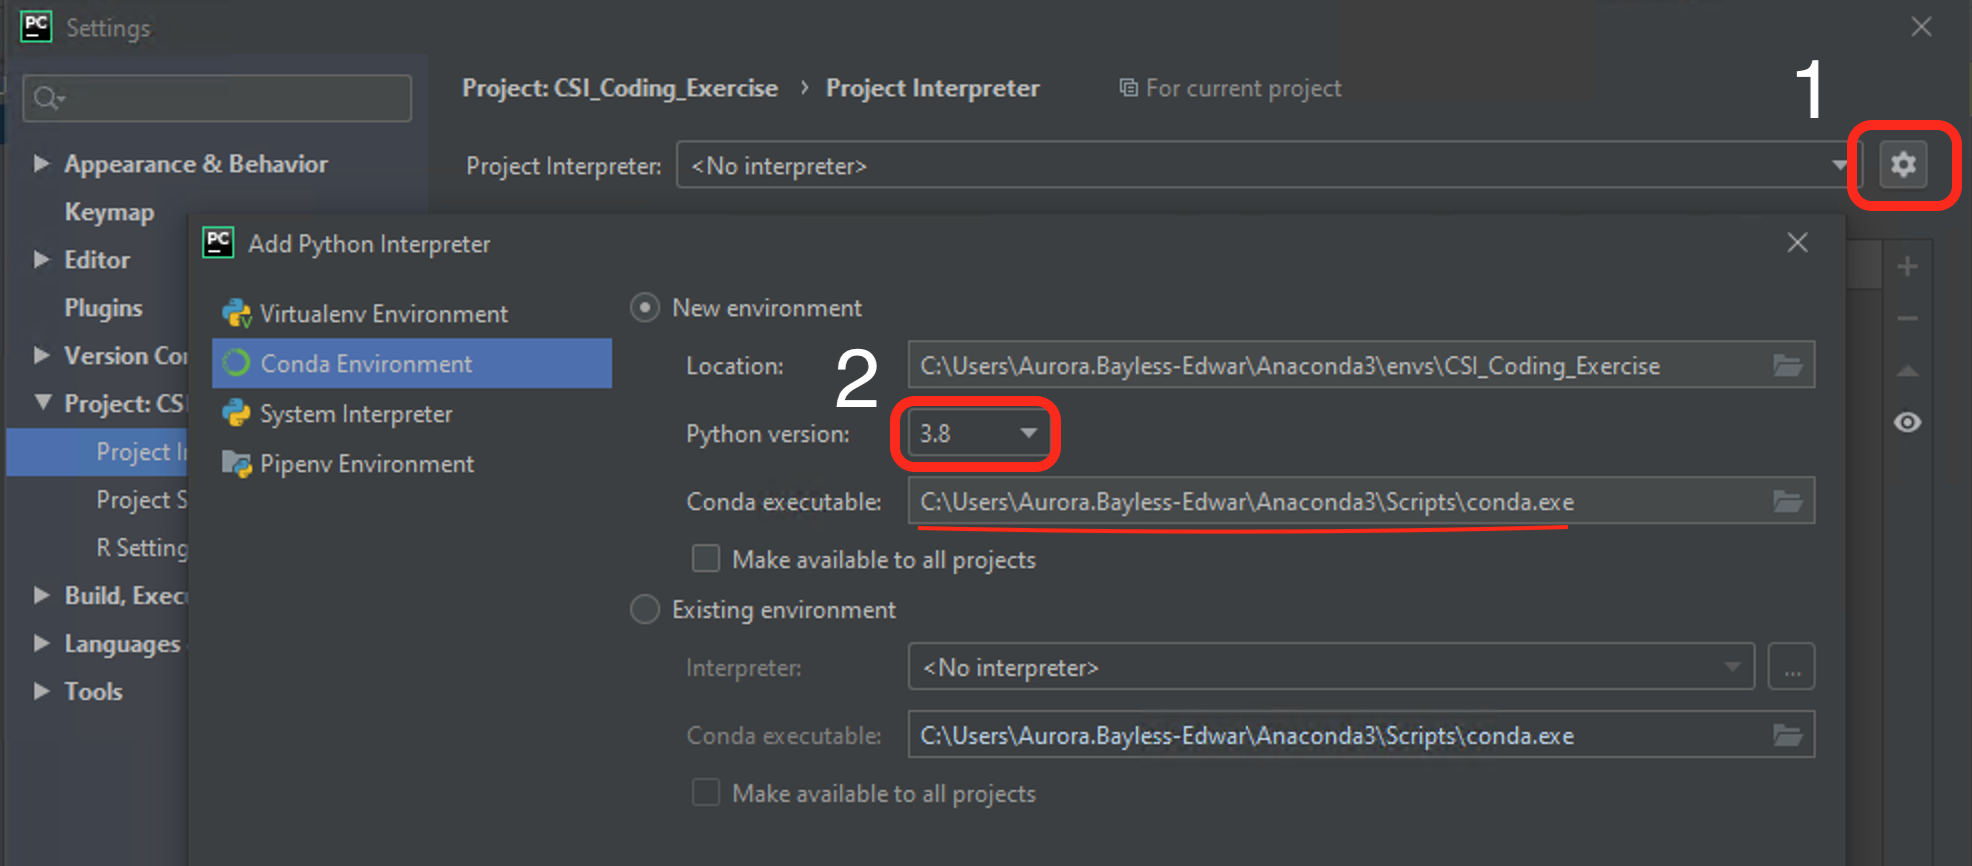 PC Settings
Project: CSI_Coding_Exercise › Project Interpreter For current project
1
Project Interpreter: <No interpreter>
Appearance & Behavior
Keymap
Editor
Plugins
Version Con
Project: CSI
Project In
Project S
R Setting
Build, Execu
Languages
Tools
PC Add Python Interpreter
Virtualenv Environment
Conda Environment
System Interpreter
Pipenv Environment
New environment
Location: C:\Users\Aurora.Bayless-Edwar\Anaconda3\envs\CSI_Coding_Exercise
2
Python version: 3.8
Conda executable: C:\Users\Aurora.Bayless-Edwar\Anaconda3\Scripts\conda.exe
Make available to all projects
Existing environment
Interpreter: <No interpreter> ...
Conda executable: C:\Users\Aurora.Bayless-Edwar\Anaconda3\Scripts\conda.exe
Make available to all projects